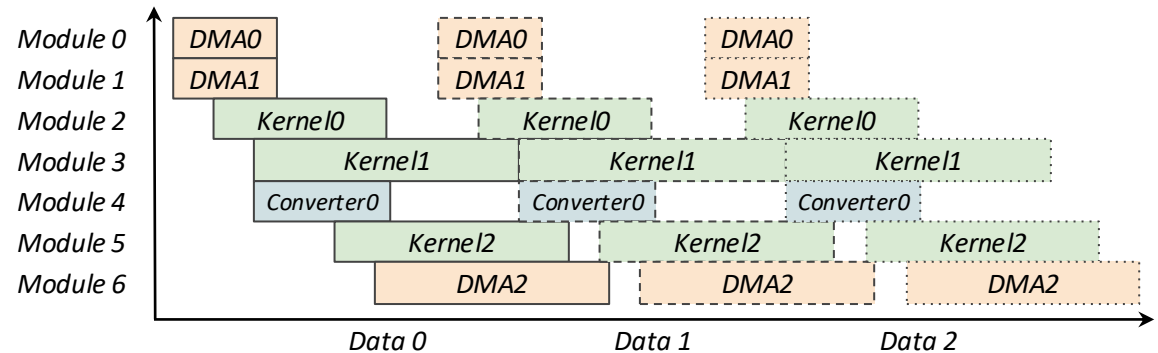 Module 0 DMA0 DMA0 DMA0
Module 1 DMA1 DMA1 DMA1
Module 2 Kernel0 Kernel0 Kernel0
Module 3 Kernel1 Kernel1 Kernel1
Module 4 Converter0 Converter0 Converter0
Module 5 Kernel2 Kernel2 Kernel2
Module 6 DMA2 DMA2 DMA2
Data 0 Data 1 Data 2